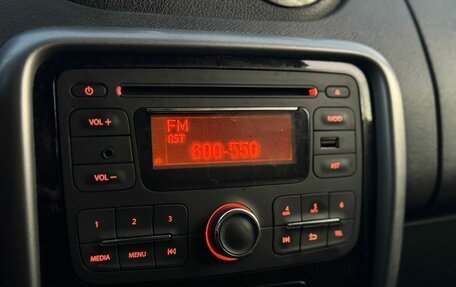 VOL +
VOL −
FM
AST
600-550
RADIO
AST
1 2 3
MEDIA MENU
4 5 6
TEL